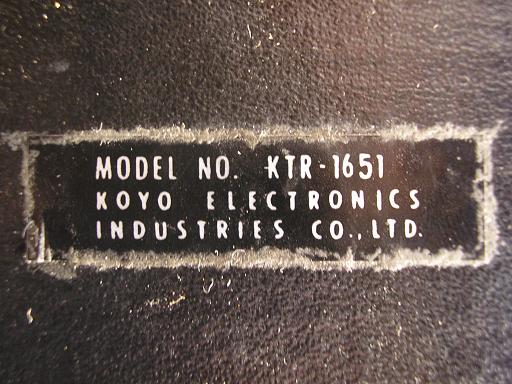 MODEL NO. KTR-1651
KOYO ELECTRONICS
INDUSTRIES CO., LTD.